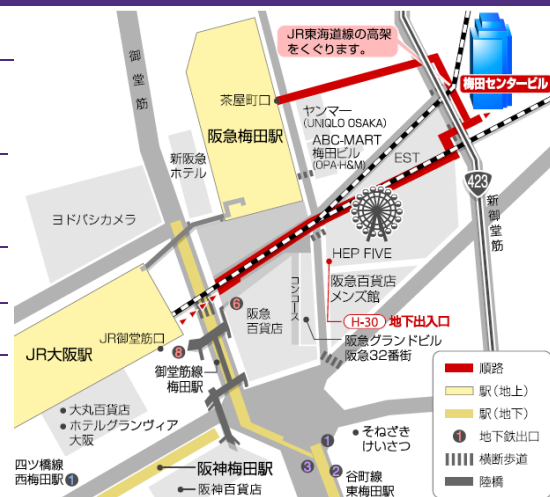 JR東海道線の高架
をくぐります。
御堂筋
梅田センタービル
茶屋町口
阪急梅田駅
ヤンマー
(UNIQLO OSAKA)
ABC-MART
梅田ビル
(OPA・H&M)
EST
423
新御堂筋
新阪急
ホテル
ヨドバシカメラ
HEP FIVE
阪急百貨店
メンズ館
コンコース
6
阪急
百貨店
H-30 地下出入口
阪急グランドビル
阪急32番街
JR大阪駅
JR御堂筋口
8
御堂筋線
梅田駅
大丸百貨店
ホテルグランヴィア
大阪
四ツ橋線
西梅田駅
1
阪神梅田駅
阪神百貨店
そねざき
けいさつ
1
2
3
谷町線
東梅田駅
順路
駅(地上)
駅(地下)
1 地下鉄出口
横断歩道
陸橋